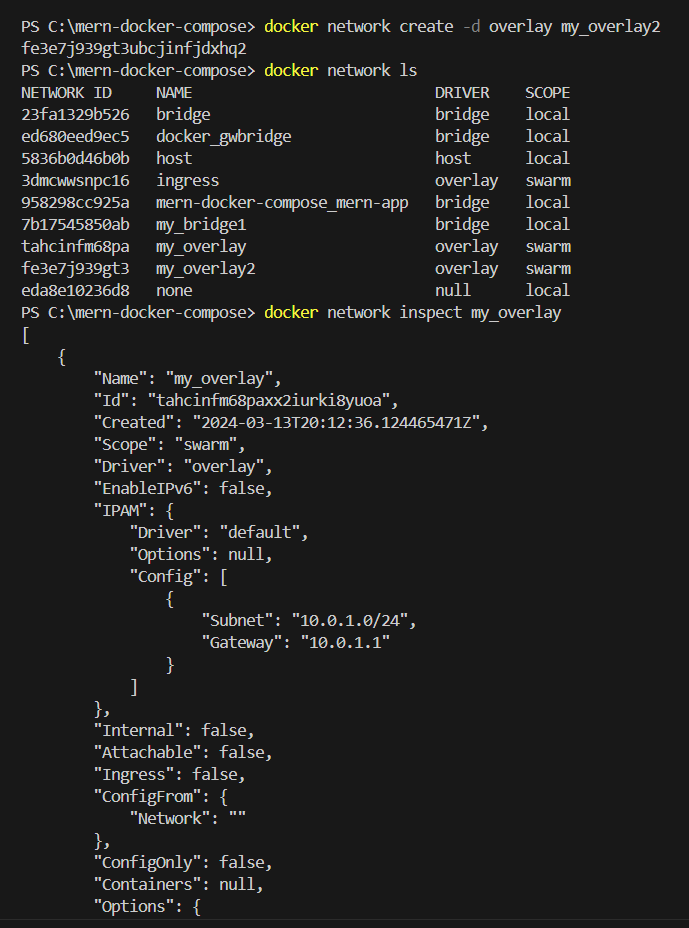 PS C:\mern-docker-compose> docker network create -d overlay my_overlay2
fe3e7j939gt3ubcjinfjdxhq2
PS C:\mern-docker-compose> docker network ls
NETWORK ID     NAME                           DRIVER    SCOPE
23fa1329b526   bridge                         bridge    local
ed680eed9ec5   docker_gwbridge                bridge    local
5836b0d46b0b   host                           host      local
3dmcwwsnpc16   ingress                        overlay   swarm
958298cc925a   mern-docker-compose_mern-app   bridge    local
7b17545850ab   my_bridge1                     bridge    local
tahcinfm68pa   my_overlay                     overlay   swarm
fe3e7j939gt3   my_overlay2                    overlay   swarm
eda8e10236d8   none                           null      local
PS C:\mern-docker-compose> docker network inspect my_overlay
[
    {
        "Name": "my_overlay",
        "Id": "tahcinfm68paxx2iurki8yuoa",
        "Created": "2024-03-13T20:12:36.124465471Z",
        "Scope": "swarm",
        "Driver": "overlay",
        "EnableIPv6": false,
        "IPAM": {
            "Driver": "default",
            "Options": null,
            "Config": [
                {
                    "Subnet": "10.0.1.0/24",
                    "Gateway": "10.0.1.1"
                }
            ]
        },
        "Internal": false,
        "Attachable": false,
        "Ingress": false,
        "ConfigFrom": {
            "Network": ""
        },
        "ConfigOnly": false,
        "Containers": null,
        "Options": {